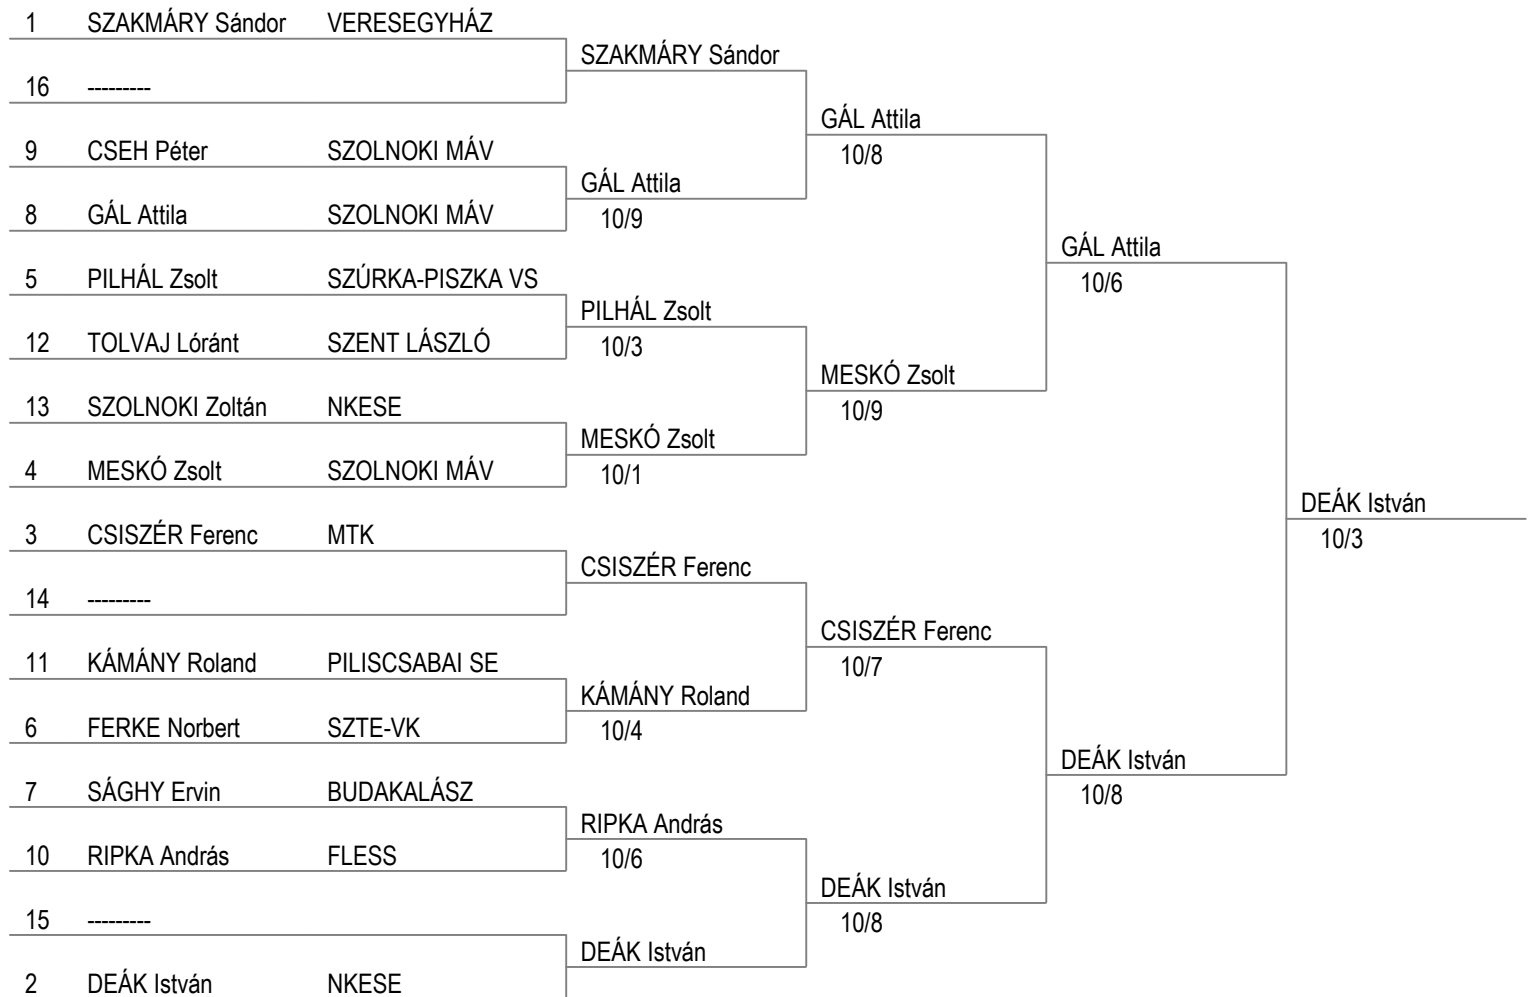 1 SZAKMÁRY Sándor VERESEGYHÁZ
SZAKMÁRY Sándor
16 ---------
GÁL Attila
10/8
9 CSEH Péter SZOLNOKI MÁV
GÁL Attila
10/9
8 GÁL Attila SZOLNOKI MÁV
GÁL Attila
10/6
5 PILHÁL Zsolt SZÚRKA-PISZKA VS
PILHÁL Zsolt
10/3
12 TOLVAJ Lóránt SZENT LÁSZLÓ
MESKÓ Zsolt
10/9
13 SZOLNOKI Zoltán NKESE
MESKÓ Zsolt
10/1
4 MESKÓ Zsolt SZOLNOKI MÁV
DEÁK István
10/3
3 CSISZÉR Ferenc MTK
CSISZÉR Ferenc
14 ---------
CSISZÉR Ferenc
10/7
11 KÁMÁNY Roland PILISCSABAI SE
KÁMÁNY Roland
10/4
6 FERKE Norbert SZTE-VK
DEÁK István
10/8
7 SÁGHY Ervin BUDAKALÁSZ
RIPKA András
10/6
10 RIPKA András FLESS
DEÁK István
10/8
15 ---------
DEÁK István
2 DEÁK István NKESE